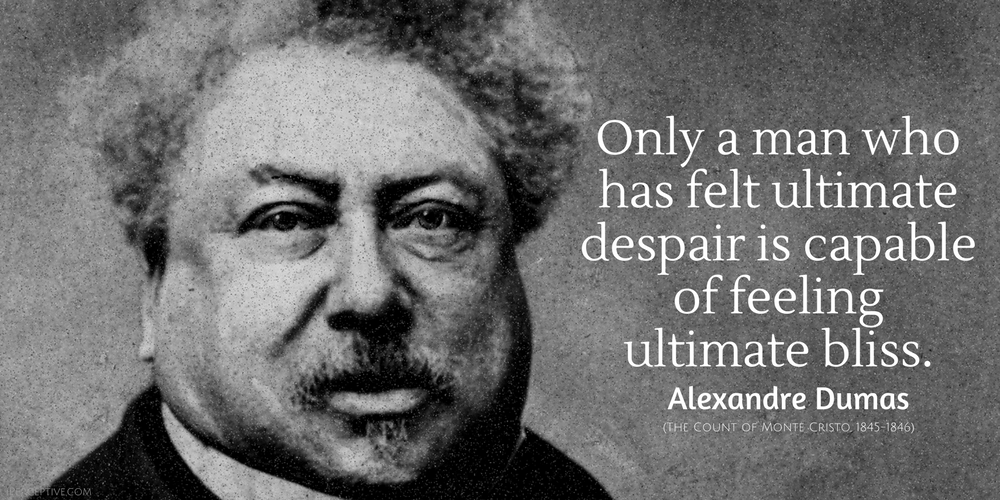 Only a man who
has felt ultimate
despair is capable
of feeling
ultimate bliss.
Alexandre Dumas
(The Count of Monte Cristo, 1845-1846)